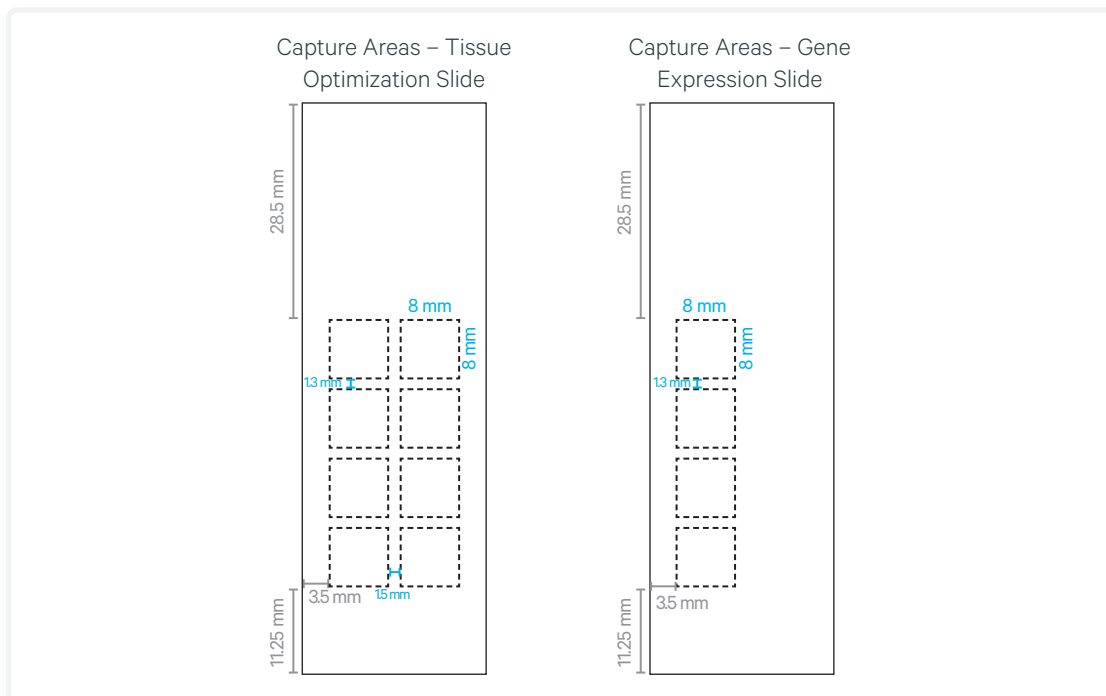 Capture Areas – Tissue
Optimization Slide
28.5 mm
8 mm
8 mm
1.3 mm
3.5 mm
1.5 mm
11.25 mm
Capture Areas – Gene
Expression Slide
28.5 mm
8 mm
8 mm
1.3 mm
3.5 mm
11.25 mm